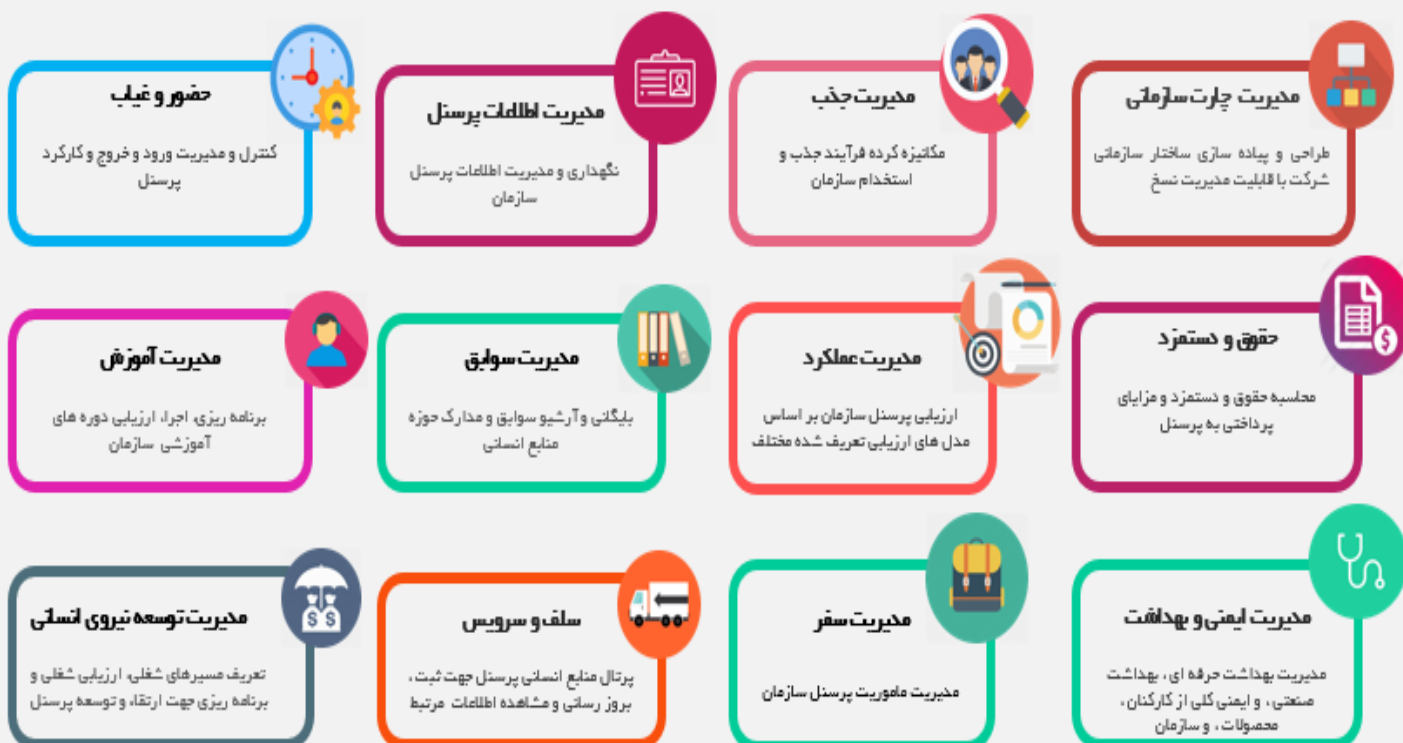 مدیریت چارت سازمانی
طراحی و پیاده سازی ساختار سازمانی
شرکت با قابلیت مدیریت نسخ
مدیریت جذب
مکانیزه کرده فرآیند جذب و
استخدام سازمان
مدیریت اطلاعات پرسنل
نگهداری و مدیریت اطلاعات پرسنل
سازمان
حضور و غیاب
کنترل و مدیریت ورود و خروج و کارکرد
پرسنل
حقوق و دستمزد
محاسبه حقوق و دستمزد و مزایای
پرداختی به پرسنل
مدیریت عملکرد
ارزیابی پرسنل سازمان بر اساس
مدل های ارزیابی تعریف شده مختلف
مدیریت سوابق
بایگانی و آرشیو سوابق و مدارک حوزه
منابع انسانی
مدیریت آموزش
برنامه ریزی، اجرا، ارزیابی دوره های
آموزشی سازمان
مدیریت ایمنی و بهداشت
مدیریت بهداشت حرفه ای، بهداشت
صنعتی، و ایمنی کلی از کارکنان،
محصولات، و سازمان
مدیریت سفر
مدیریت ماموریت پرسنل سازمان
سلف و سرویس
پرتال منابع انسانی پرسنل جهت ثبت،
بروز رسانی و مشاهده اطلاعات مرتبط
مدیریت توسعه نیروی انسانی
تعریف مسیرهای شغلی، ارزیابی شغلی و
برنامه ریزی جهت ارتقاء و توسعه پرسنل